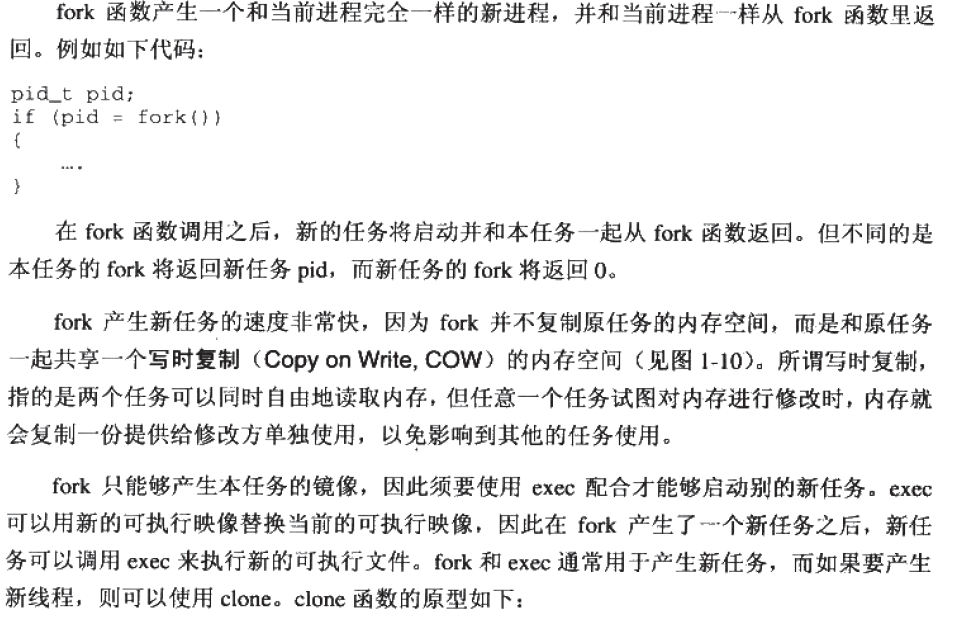 fork 函数产生一个和当前进程完全一样的新进程，并和当前进程一样从 fork 函数里返
回。例如如下代码：
pid_t pid;
if (pid = fork())
{
    ….
}
在 fork 函数调用之后，新的任务将启动并和本任务一起从 fork 函数返回。但不同的是
本任务的 fork 将返回新任务 pid，而新任务的 fork 将返回 0。
fork 产生新任务的速度非常快，因为 fork 并不复制原任务的内存空间，而是和原任务
一起共享一个写时复制（Copy on Write, COW）的内存空间（见图 1-10）。所谓写时复制，
指的是两个任务可以同时自由地读取内存，但任意一个任务试图对内存进行修改时，内存就
会复制一份提供给修改方单独使用，以免影响到其他的任务使用。
fork 只能够产生本任务的镜像，因此须要使用 exec 配合才能够启动别的新任务。exec
可以用新的可执行映像替换当前的可执行映像，因此在 fork 产生了一个新任务之后，新任
务可以调用 exec 来执行新的可执行文件。fork 和 exec 通常用于产生新任务，而如果要产生
新线程，则可以使用 clone。clone 函数的原型如下：